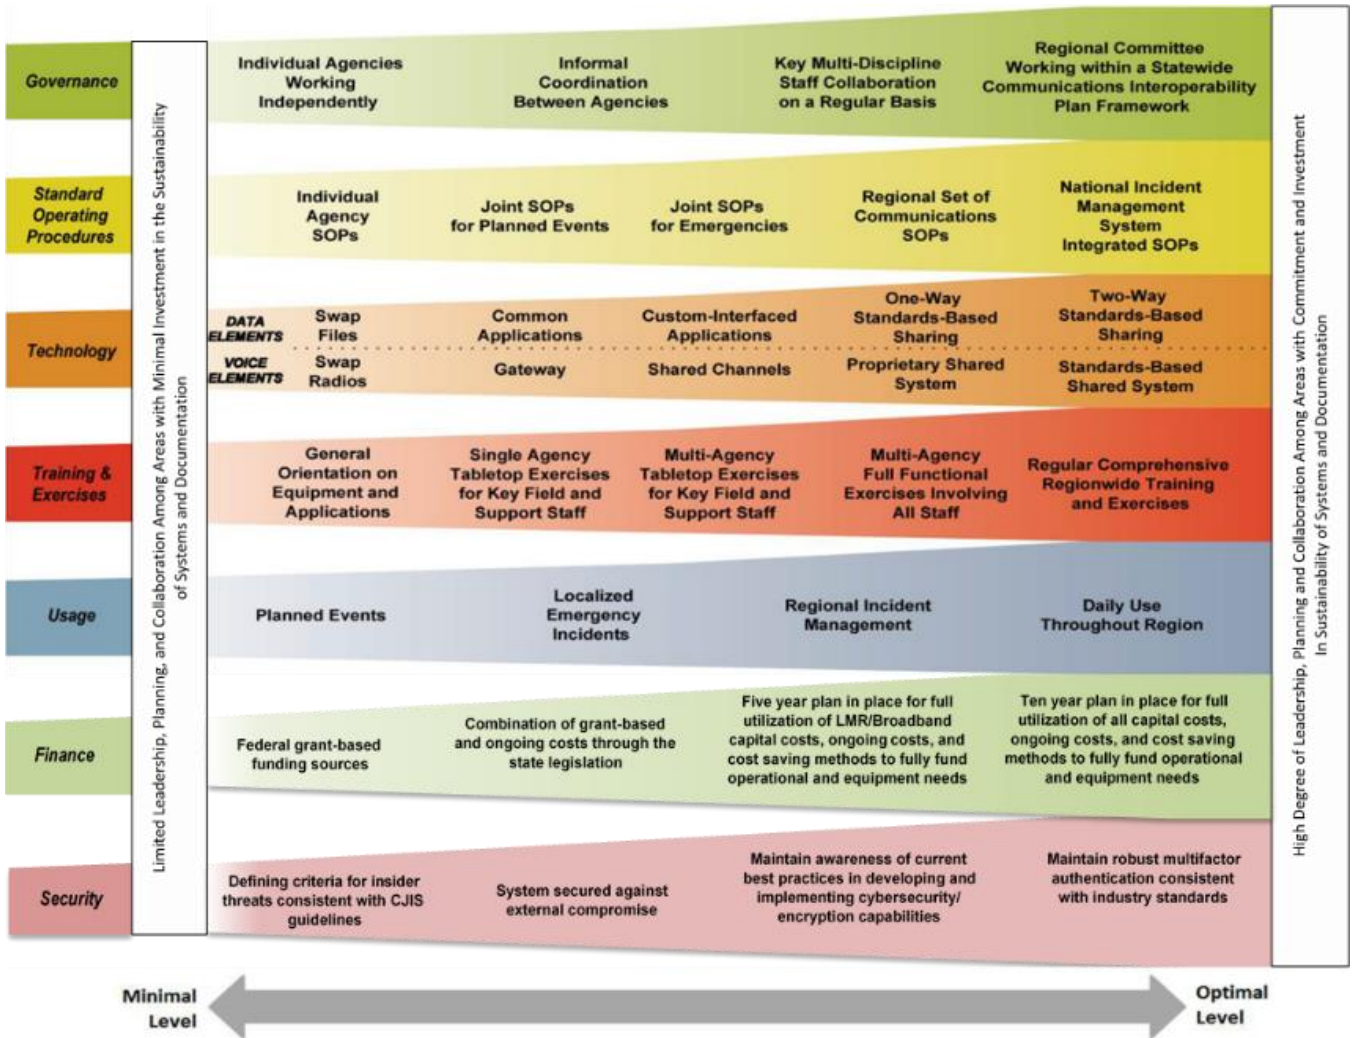 Governance
Individual Agencies
Working
Independently
Informal
Coordination
Between Agencies
Key Multi-Discipline
Staff Collaboration
on a Regular Basis
Regional Committee
Working within a Statewide
Communications Interoperability
Plan Framework
Standard
Operating
Procedures
Individual
Agency
SOPs
Joint SOPs
for Planned Events
Joint SOPs
for Emergencies
Regional Set of
Communications
SOPs
National Incident
Management
System
Integrated SOPs
Technology
DATA
ELEMENTS
Swap
Files
Common
Applications
Custom-Interfaced
Applications
One-Way
Standards-Based
Sharing
Two-Way
Standards-Based
Sharing
VOICE
ELEMENTS
Swap
Radios
Gateway
Shared Channels
Proprietary Shared
System
Standards-Based
Shared System
Training &
Exercises
General
Orientation on
Equipment and
Applications
Single Agency
Tabletop Exercises
for Key Field and
Support Staff
Multi-Agency
Tabletop Exercises
for Key Field and
Support Staff
Multi-Agency
Full Functional
Exercises Involving
All Staff
Regular Comprehensive
Regionwide Training
and Exercises
Usage
Planned Events
Localized
Emergency
Incidents
Regional Incident
Management
Daily Use
Throughout Region
Finance
Federal grant-based
funding sources
Combination of grant-based
and ongoing costs through the
state legislation
Five year plan in place for full
utilization of LMR/Broadband
capital costs, ongoing costs, and
cost saving methods to fully fund
operational and equipment needs
Ten year plan in place for full
utilization of all capital costs,
ongoing costs, and cost saving
methods to fully fund operational
and equipment needs
Security
Defining criteria for insider
threats consistent with CJIS
guidelines
System secured against
external compromise
Maintain awareness of current
best practices in developing and
implementing cybersecurity/
encryption capabilities
Maintain robust multifactor
authentication consistent
with industry standards
Limited Leadership, Planning, and Collaboration Among Areas with Minimal Investment in the Sustainability
of Systems and Documentation
High Degree of Leadership, Planning and Collaboration Among Areas with Commitment and Investment
In Sustainability of Systems and Documentation
Minimal
Level
Optimal
Level